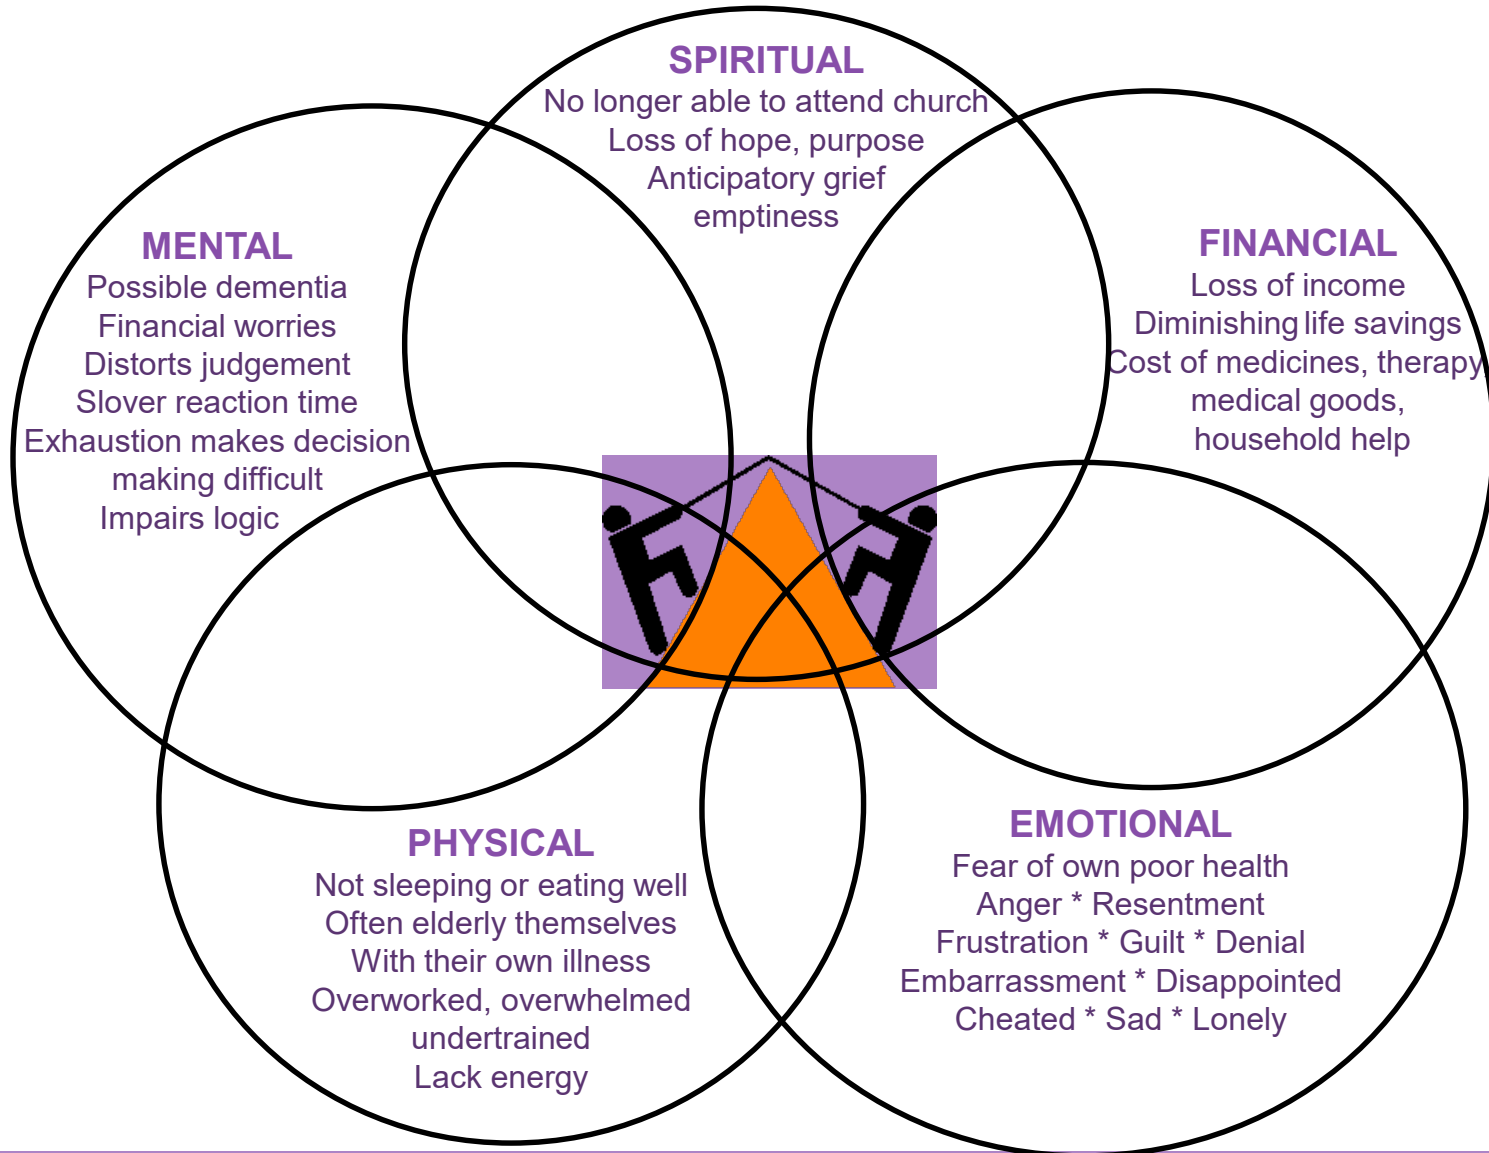 SPIRITUAL
No longer able to attend church
Loss of hope, purpose
Anticipatory grief
emptiness
MENTAL
Possible dementia
Financial worries
Distorts judgement
Slover reaction time
Exhaustion makes decision
making difficult
Impairs logic
FINANCIAL
Loss of income
Diminishing life savings
Cost of medicines, therapy,
medical goods,
household help
PHYSICAL
Not sleeping or eating well
Often elderly themselves
With their own illness
Overworked, overwhelmed
undertrained
Lack energy
EMOTIONAL
Fear of own poor health
Anger * Resentment
Frustration * Guilt * Denial
Embarrassment * Disappointed
Cheated * Sad * Lonely